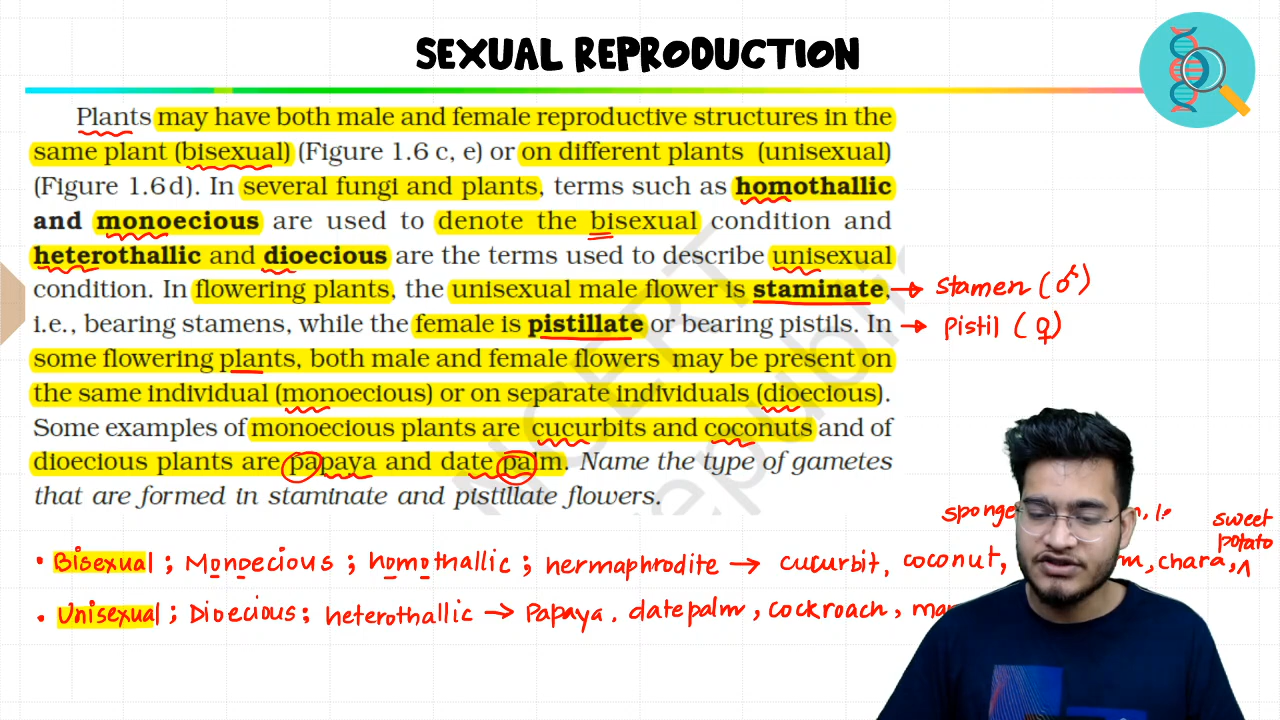 SEXUAL REPRODUCTION
Plants may have both male and female reproductive structures in the
same plant (bisexual) (Figure 1.6 c, e) or on different plants (unisexual)
(Figure 1.6 d). In several fungi and plants, terms such as homothallic
and monoecious are used to denote the bisexual condition and
heterothallic and dioecious are the terms used to describe unisexual
condition. In flowering plants, the unisexual male flower is staminate, → stamen (♂)
i.e., bearing stamens, while the female is pistillate or bearing pistils. In → Pistil (♀)
some flowering plants, both male and female flowers may be present on
the same individual (monoecious) or on separate individuals (dioecious).
Some examples of monoecious plants are cucurbits and coconuts and of
dioecious plants are papaya and date palm. Name the type of gametes
that are formed in staminate and pistillate flowers.
sponge
sweet
potato
• Bisexual ; Monoecious ; homothallic ; hermaphrodite → cucurbit, coconut, chara,
• Unisexual ; Dioecious ; heterothallic → Papaya, datepalm, cockroach,